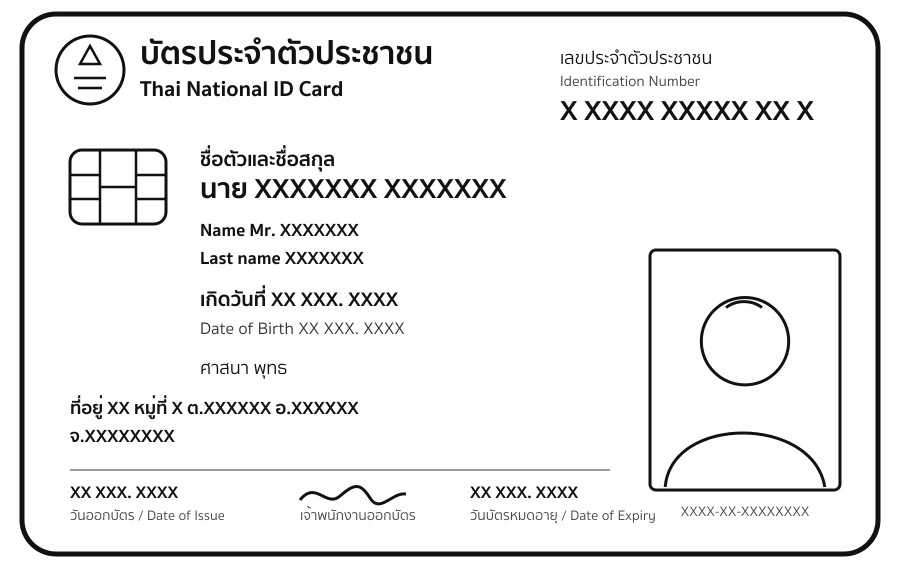 บัตรประจำตัวประชาชน
Thai National ID Card
เลขประจำตัวประชาชน
Identification Number
X XXXX XXXXX XX X
ชื่อตัวและชื่อสกุล
นาย XXXXXXX XXXXXXX
Name Mr. XXXXXXX
Last name XXXXXXX
เกิดวันที่ XX XXX. XXXX
Date of Birth XX XXX. XXXX
ศาสนา พุทธ
ที่อยู่ XX หมู่ที่ X ต.XXXXXX อ.XXXXXX
จ.XXXXXXXX
XX XXX. XXXX
วันออกบัตร / Date of Issue
เจ้าพนักงานออกบัตร
XX XXX. XXXX
วันบัตรหมดอายุ / Date of Expiry
XXXX-XX-XXXXXXXX